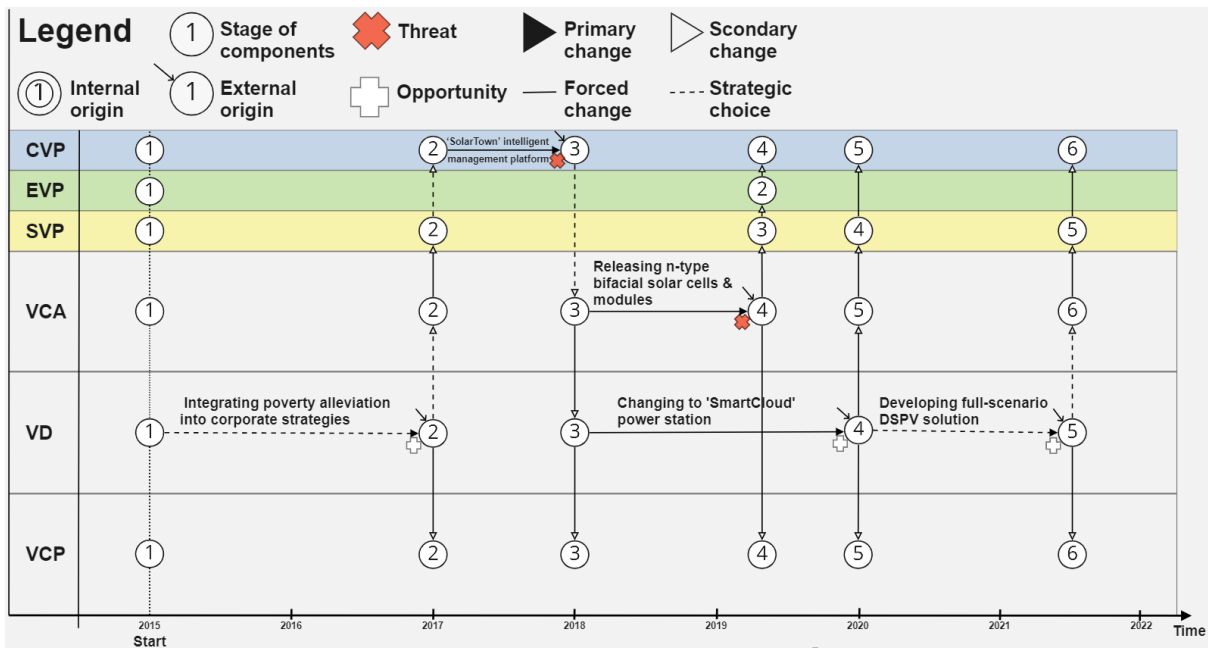 Legend
1
Stage of
components
Threat
Primary
change
Scondary
change
1
Internal
origin
1
External
origin
Opportunity
Forced
change
Strategic
choice
CVP
1
2
'SolarTown' intelligent
management platform
3
4
5
6
EVP
1
2
SVP
1
2
3
4
5
VCA
1
2
3
Releasing n-type
bifacial solar cells &
modules
4
5
6
VD
1
Integrating poverty alleviation
into corporate strategies
2
3
Changing to 'SmartCloud'
power station
4
Developing full-scenario
DSPV solution
5
VCP
1
2
3
4
5
6
2015
Start
2016
2017
2018
2019
2020
2021
2022
Time